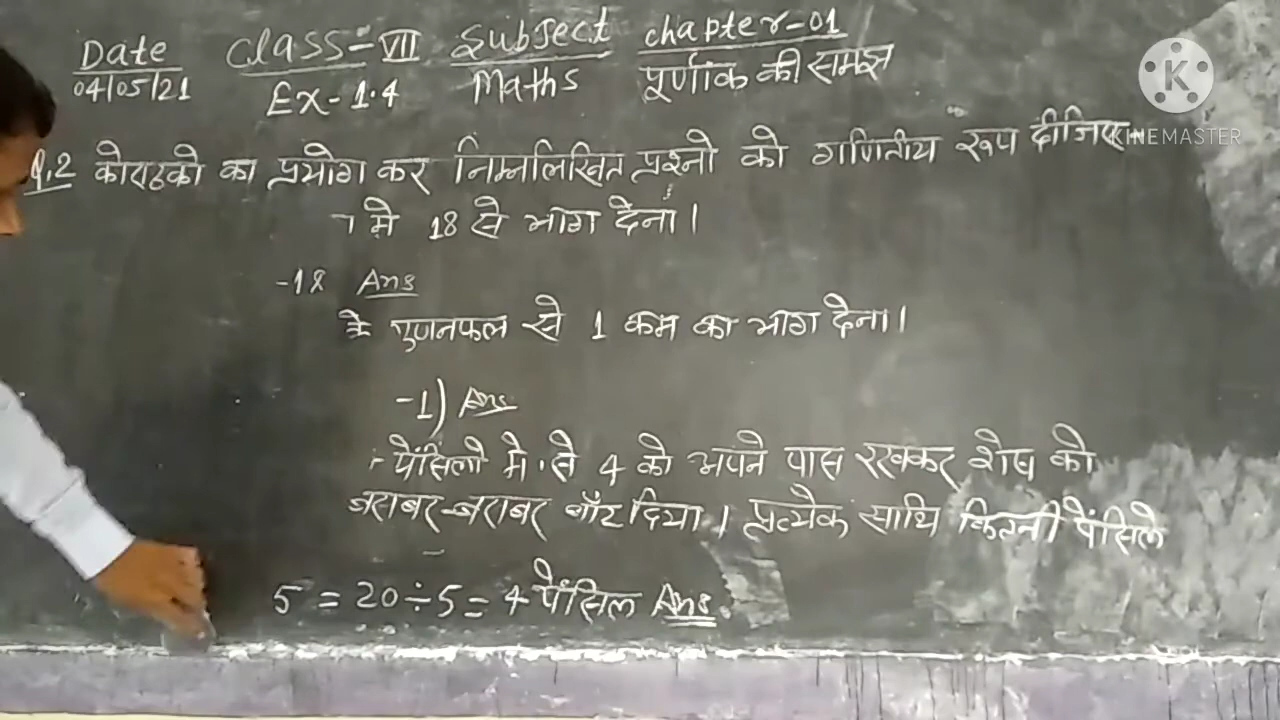 Date Class-VII Subject chapter-01
04/05/21 Ex-1.4 Maths पूर्णांक की समझ
KINEMASTER
Q.2 कोष्ठको का प्रयोग कर निम्नलिखित प्रश्नो को गणितीय रूप दीजिए-
में 18 से भाग देना।
-18 Ans
के गुणनफल से 1 कम का भाग देना।
-1) Ans
पेंसिलो मे से 4 को अपने पास रखकर शेष को
बराबर-बराबर बाँट दिया। प्रत्येक साथि कितनी पेंसिले
5 = 20 ÷ 5 = 4 पेंसिल Ans.